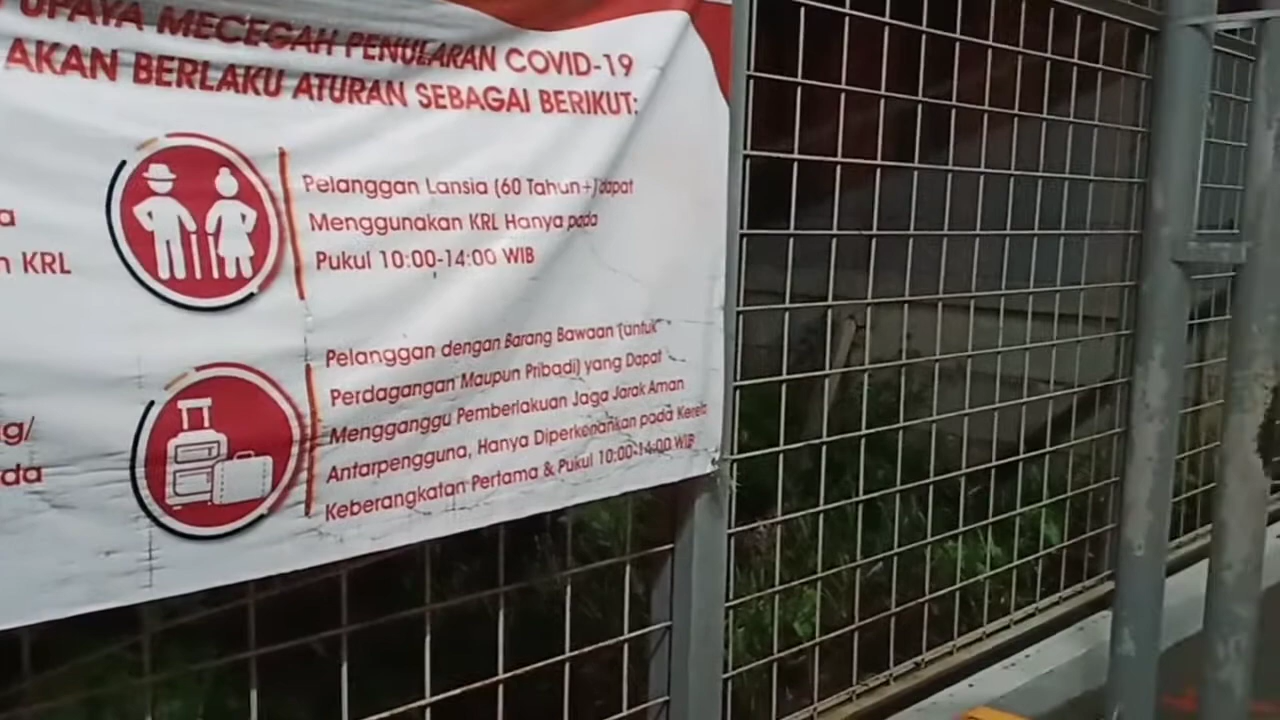 UPAYA MECEGAH PENULARAN COVID-19
AKAN BERLAKU ATURAN SEBAGAI BERIKUT:
a
n KRL
Pelanggan Lansia (60 Tahun+) dapat
Menggunakan KRL Hanya pada
Pukul 10:00-14:00 WIB
g/
da
Pelanggan dengan Barang Bawaan (untuk
Perdagangan Maupun Pribadi) yang Dapat
Mengganggu Pemberlakuan Jaga Jarak Aman
Antarpengguna, Hanya Diperkenankan pada Kereta
Keberangkatan Pertama & Pukul 10:00-14:00 WIB